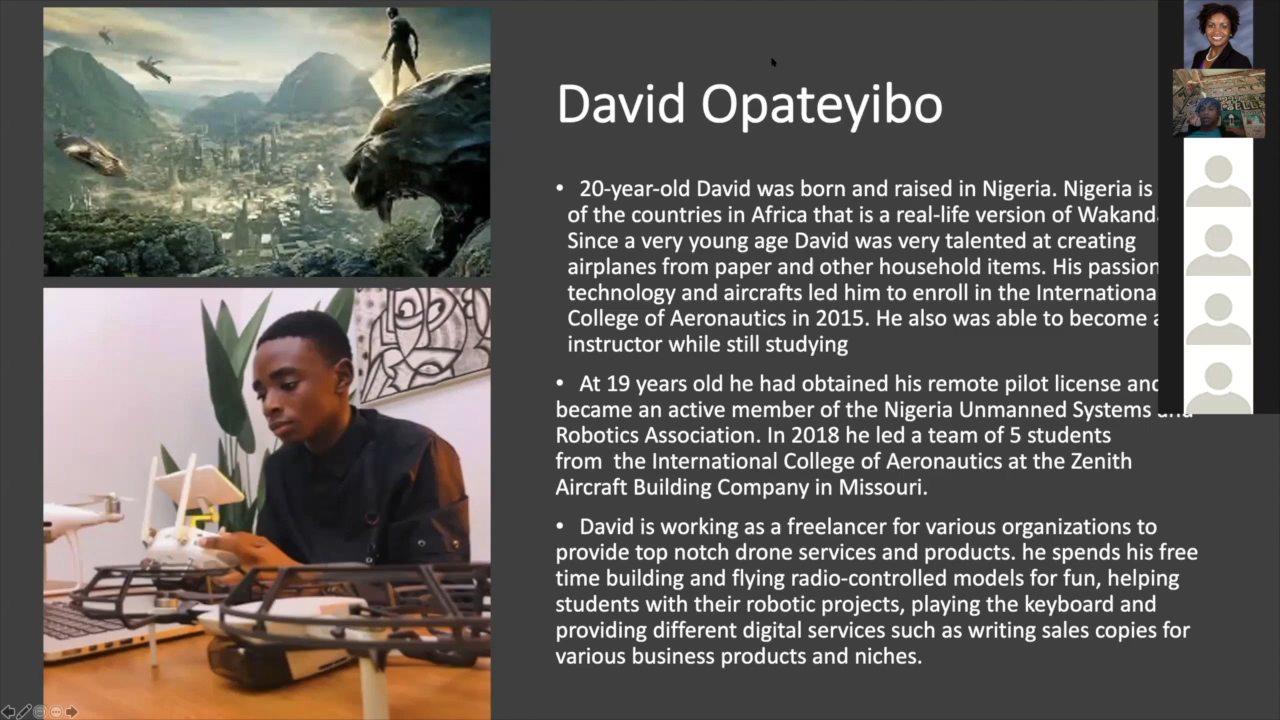 David Opateyibo
• 20-year-old David was born and raised in Nigeria. Nigeria is
of the countries in Africa that is a real-life version of Wakand
Since a very young age David was very talented at creating
airplanes from paper and other household items. His passion
technology and aircrafts led him to enroll in the Internationa
College of Aeronautics in 2015. He also was able to become a
instructor while still studying
• At 19 years old he had obtained his remote pilot license and
became an active member of the Nigeria Unmanned Systems and
Robotics Association. In 2018 he led a team of 5 students
from the International College of Aeronautics at the Zenith
Aircraft Building Company in Missouri.
• David is working as a freelancer for various organizations to
provide top notch drone services and products. he spends his free
time building and flying radio-controlled models for fun, helping
students with their robotic projects, playing the keyboard and
providing different digital services such as writing sales copies for
various business products and niches.